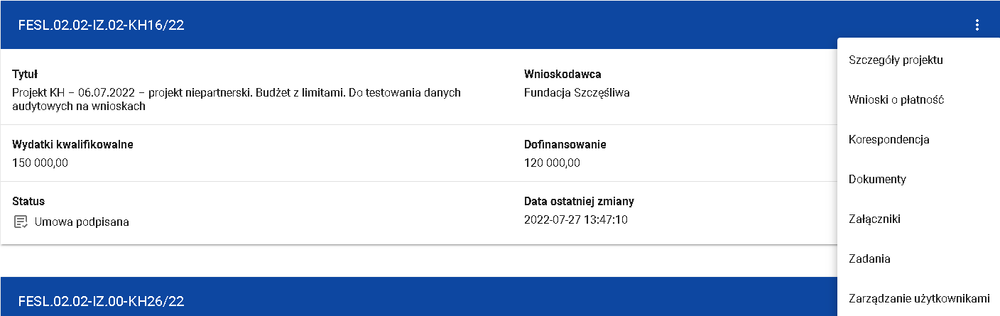 FESL.02.02-IZ.02-KH16/22
Tytuł
Projekt KH – 06.07.2022 – projekt niepartnerski. Budżet z limitami. Do testowania danych
audytowych na wnioskach
Wnioskodawca
Fundacja Szczęśliwa
Wydatki kwalifikowalne
150 000,00
Dofinansowanie
120 000,00
Status
Umowa podpisana
Data ostatniej zmiany
2022-07-27 13:47:10
Szczegóły projektu
Wnioski o płatność
Korespondencja
Dokumenty
Załączniki
Zadania
Zarządzanie użytkownikami
FESL.02.02-IZ.00-KH26/22